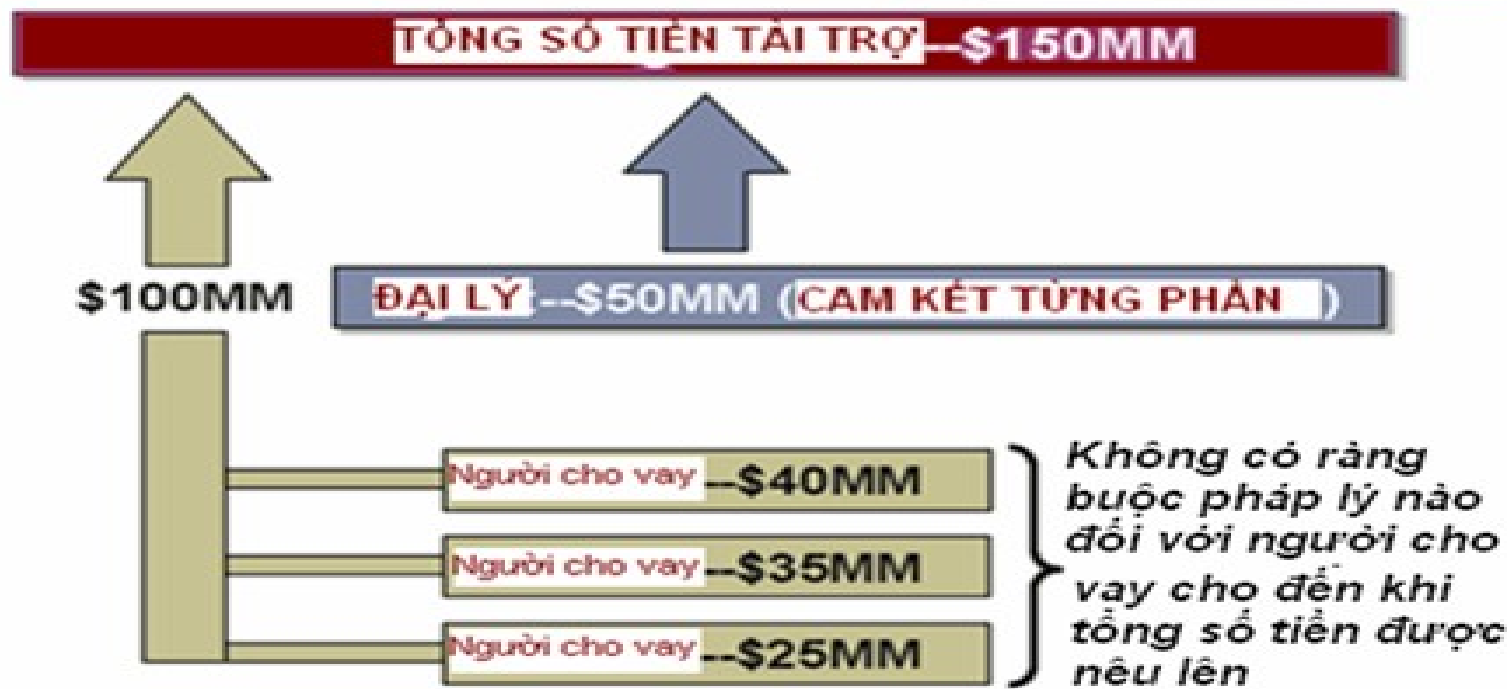 TỔNG SỐ TIỀN TÀI TRỢ--$150MM
$100MM
ĐẠI LÝ:--$50MM (CAM KẾT TỪNG PHẦN )
Người cho vay--$40MM
Người cho vay--$35MM
Người cho vay--$25MM
Không có ràng
buộc pháp lý nào
đối với người cho
vay cho đến khi
tổng số tiền được
nêu lên